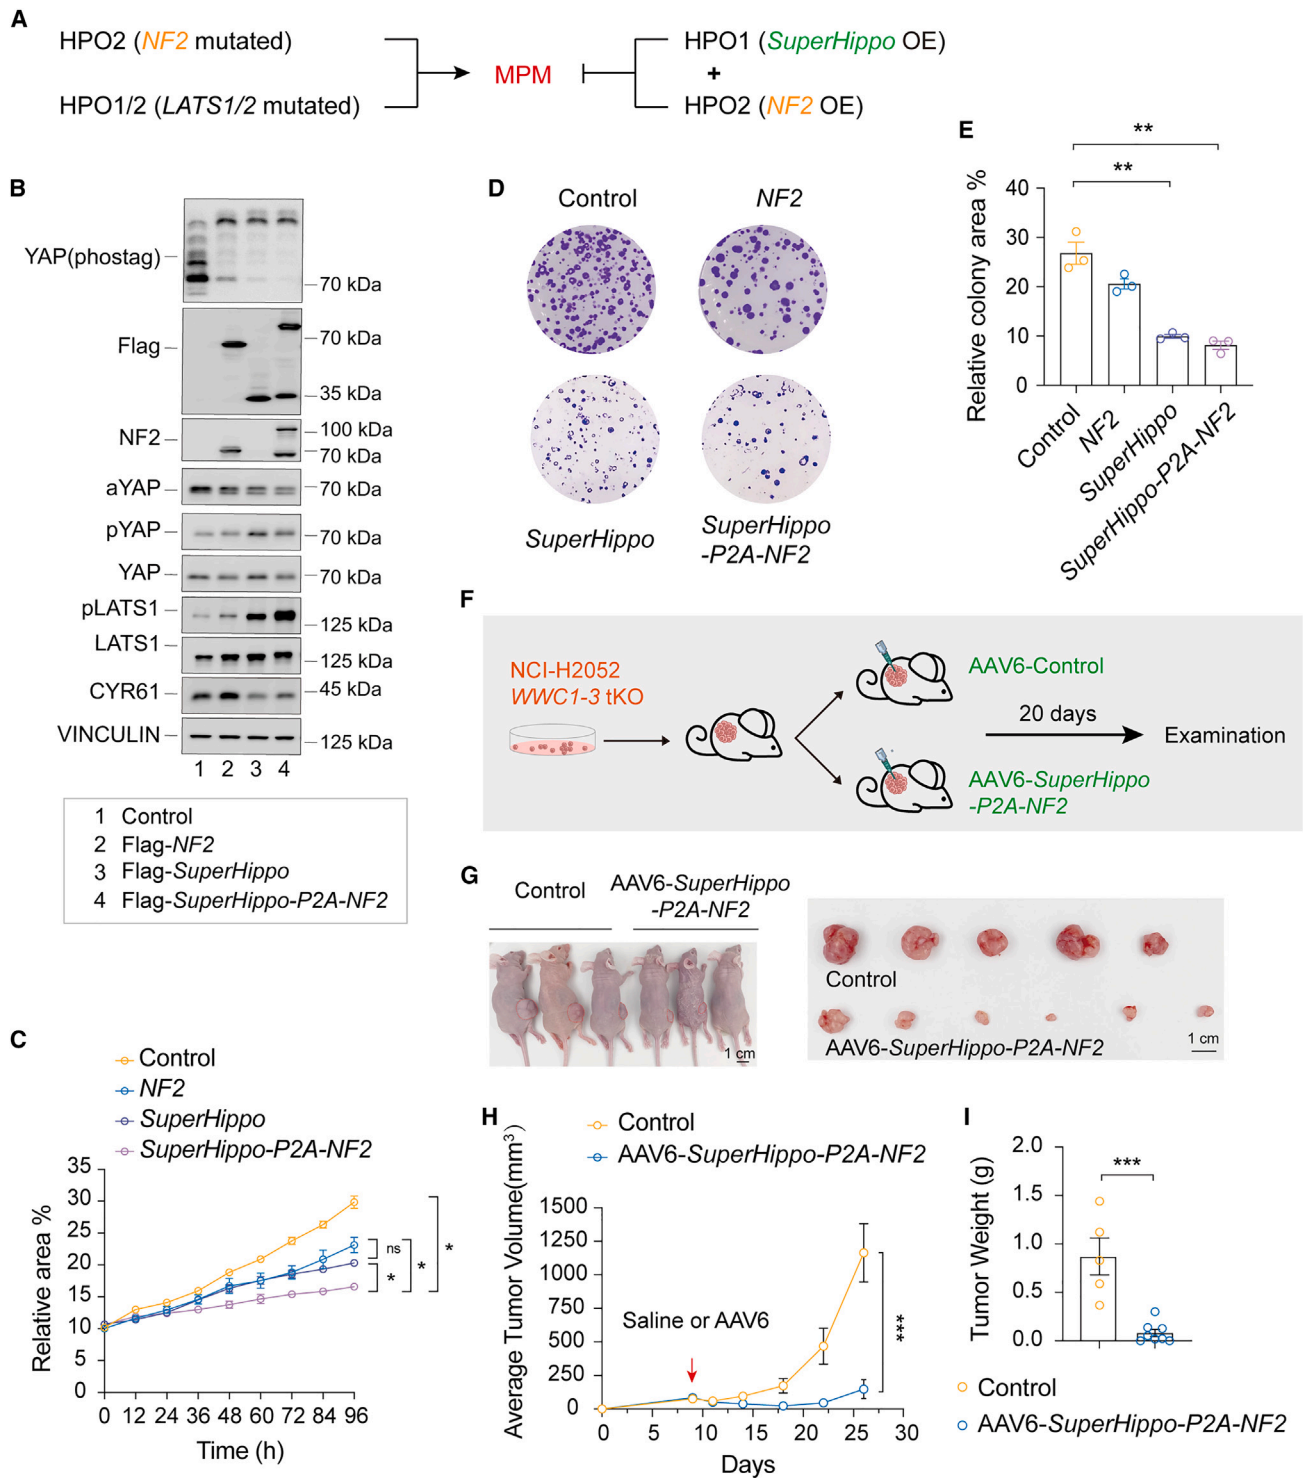 A
HPO2 (NF2 mutated)
HPO1/2 (LATS1/2 mutated)
MPM
HPO1 (SuperHippo OE)
+
HPO2 (NF2 OE)
B
YAP(phostag)
70 kDa
Flag
70 kDa
35 kDa
NF2
100 kDa
70 kDa
aYAP
70 kDa
pYAP
70 kDa
YAP
70 kDa
pLATS1
125 kDa
LATS1
125 kDa
CYR61
45 kDa
VINCULIN
125 kDa
1 2 3 4
1 Control
2 Flag-NF2
3 Flag-SuperHippo
4 Flag-SuperHippo-P2A-NF2
C
Control
NF2
SuperHippo
SuperHippo-P2A-NF2
Relative area %
35
30
25
20
15
10
5
0
0 12 24 36 48 60 72 84 96
Time (h)
ns
*
*
*
D
Control
NF2
SuperHippo
SuperHippo
-P2A-NF2
E
**
**
Relative colony area %
40
30
20
10
0
Control
NF2
SuperHippo
SuperHippo-P2A-NF2
F
NCI-H2052
WWC1-3 tKO
AAV6-Control
20 days
Examination
AAV6-SuperHippo
-P2A-NF2
G
Control
AAV6-SuperHippo
-P2A-NF2
1 cm
Control
AAV6-SuperHippo-P2A-NF2
1 cm
H
Control
AAV6-SuperHippo-P2A-NF2
Average Tumor Volume(mm³)
1500
1250
1000
750
500
250
0
Saline or AAV6
***
0 5 10 15 20 25 30
Days
I
Tumor Weight (g)
2.0
1.5
1.0
0.5
0.0
***
Control
AAV6-SuperHippo-P2A-NF2